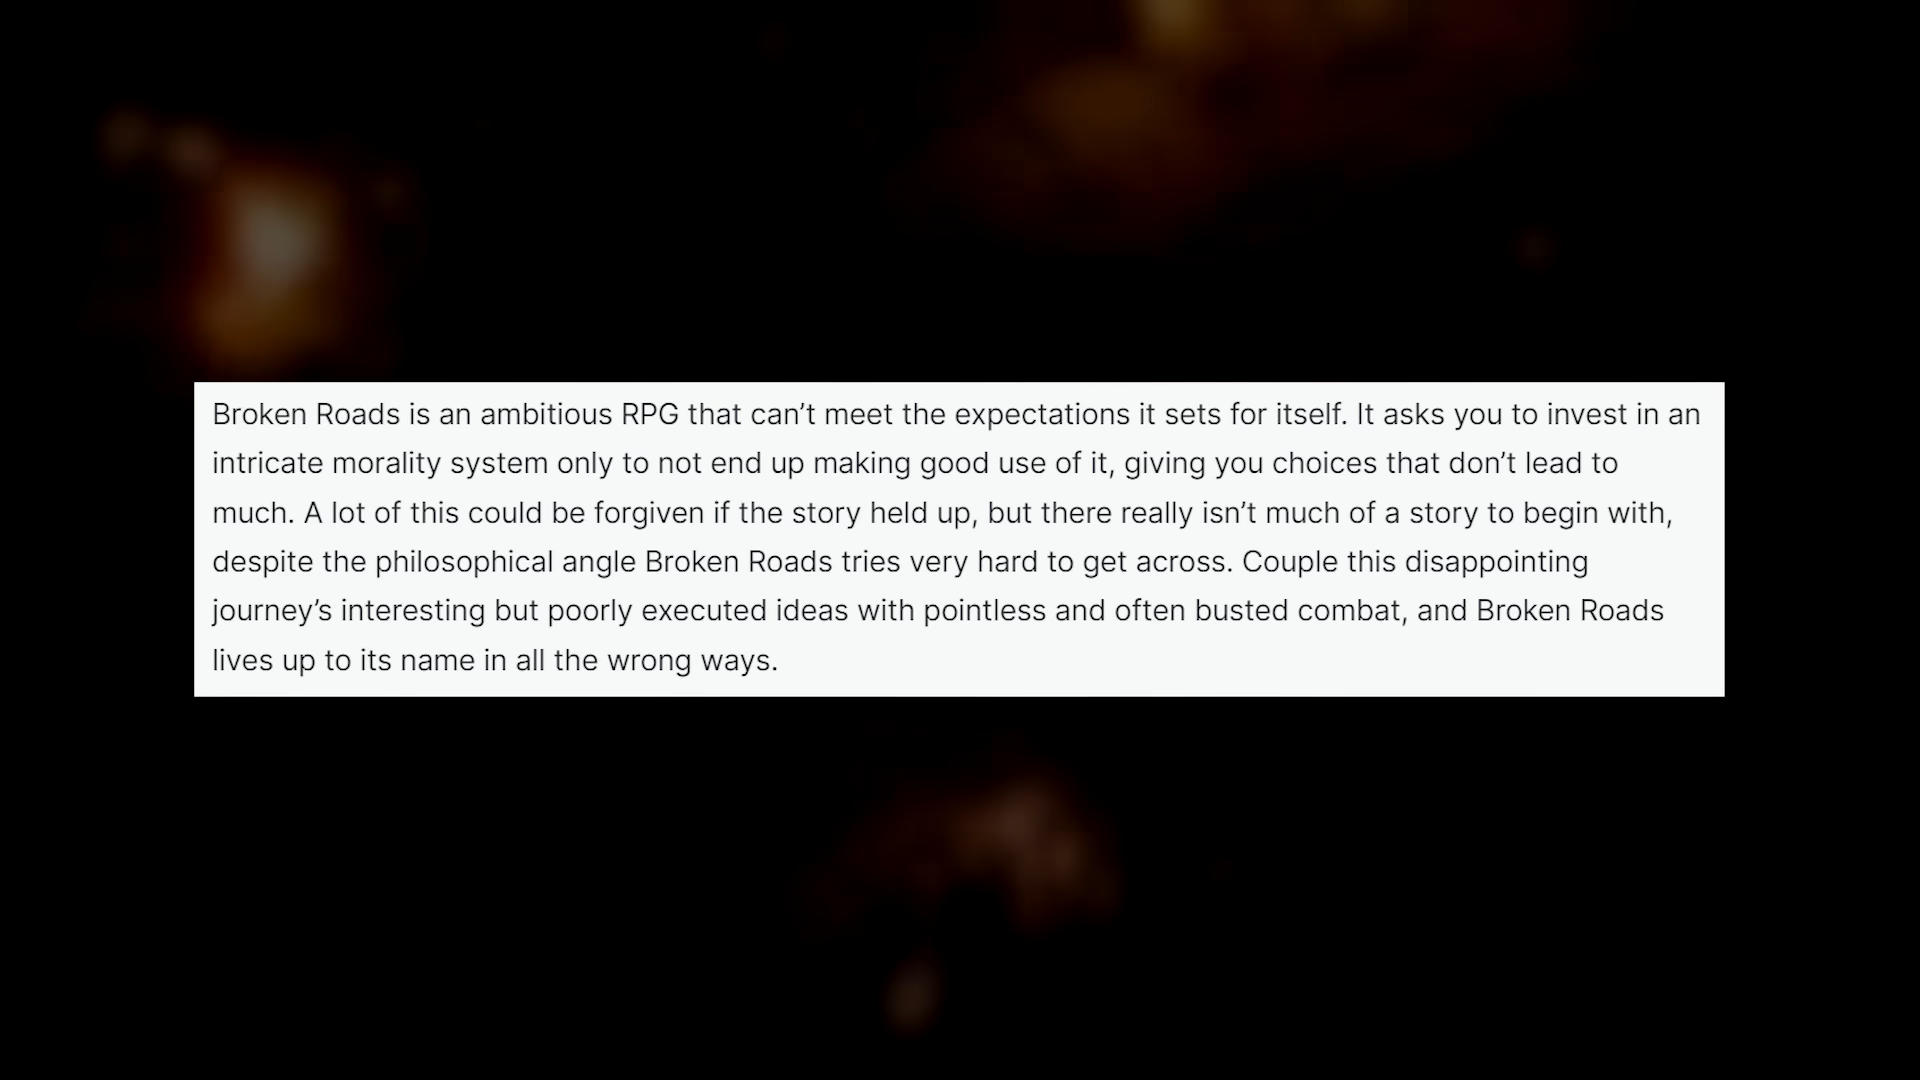 Broken Roads is an ambitious RPG that can’t meet the expectations it sets for itself. It asks you to invest in an
intricate morality system only to not end up making good use of it, giving you choices that don’t lead to
much. A lot of this could be forgiven if the story held up, but there really isn’t much of a story to begin with,
despite the philosophical angle Broken Roads tries very hard to get across. Couple this disappointing
journey’s interesting but poorly executed ideas with pointless and often busted combat, and Broken Roads
lives up to its name in all the wrong ways.